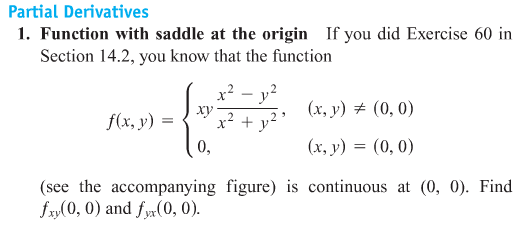 Partial Derivatives
1. Function with saddle at the origin If you did Exercise 60 in
Section 14.2, you know that the function
f(x, y) = { xy (x² − y²)/(x² + y²), (x, y) ≠ (0, 0)
0, (x, y) = (0, 0)
(see the accompanying figure) is continuous at (0, 0). Find
fxy(0, 0) and fyx(0, 0).